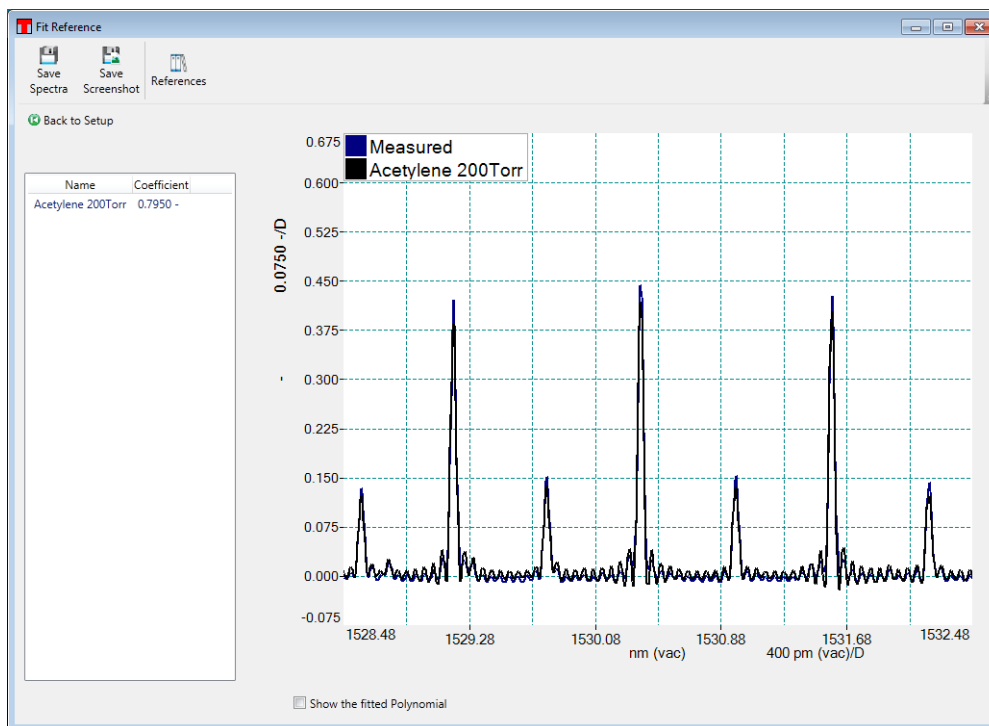 Fit Reference
Save
Spectra
Save
Screenshot
References
Back to Setup
Name Coefficient
Acetylene 200Torr 0.7950 -
Measured
Acetylene 200Torr
0.0750 -/D
-
0.675
0.600
0.525
0.450
0.375
0.300
0.225
0.150
0.075
0.000
-0.075
1528.48 1529.28 1530.08 1530.88 1531.68 1532.48
nm (vac) 400 pm (vac)/D
Show the fitted Polynomial